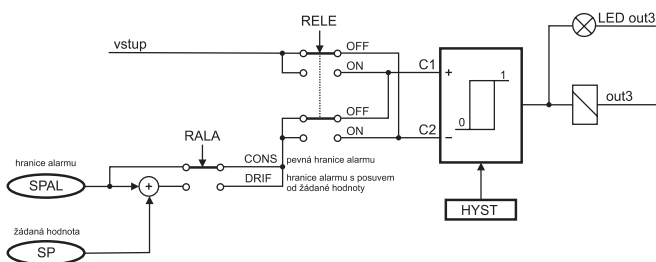 RELE
LED out3
vstup
OFF
ON
C1
+
1
0
out3
OFF
ON
C2
−
RALA
hranice alarmu
CONS
pevná hranice alarmu
SPAL
+
DRIF
hranice alarmu s posuvem
od žádané hodnoty
HYST
žádaná hodnota
SP